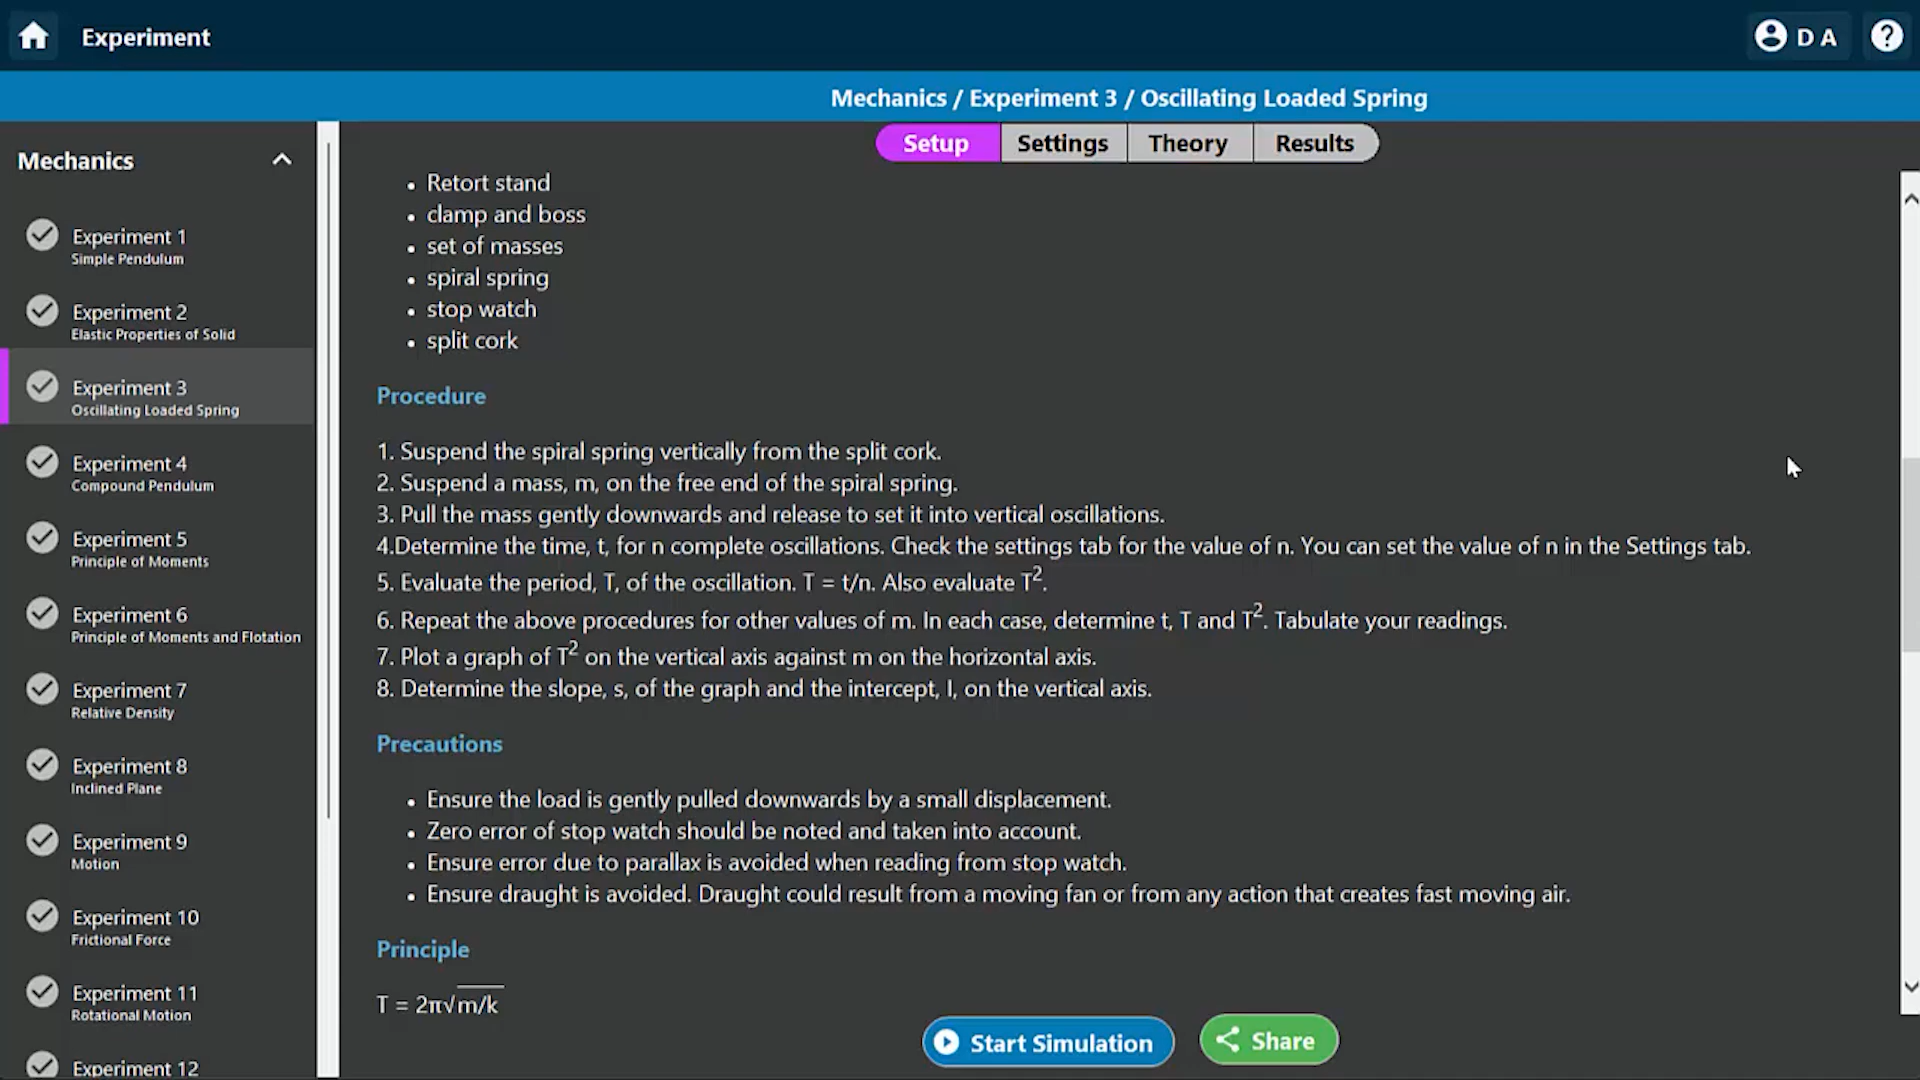 Experiment
D A
Mechanics / Experiment 3 / Oscillating Loaded Spring
Setup
Settings
Theory
Results
Mechanics
Experiment 1
Simple Pendulum
Experiment 2
Elastic Properties of Solid
Experiment 3
Oscillating Loaded Spring
Experiment 4
Compound Pendulum
Experiment 5
Principle of Moments
Experiment 6
Principle of Moments and Flotation
Experiment 7
Relative Density
Experiment 8
Inclined Plane
Experiment 9
Motion
Experiment 10
Frictional Force
Experiment 11
Rotational Motion
Experiment 12
• Retort stand
• clamp and boss
• set of masses
• spiral spring
• stop watch
• split cork
Procedure
1. Suspend the spiral spring vertically from the split cork.
2. Suspend a mass, m, on the free end of the spiral spring.
3. Pull the mass gently downwards and release to set it into vertical oscillations.
4.Determine the time, t, for n complete oscillations. Check the settings tab for the value of n. You can set the value of n in the Settings tab.
5. Evaluate the period, T, of the oscillation. T = t/n. Also evaluate T².
6. Repeat the above procedures for other values of m. In each case, determine t, T and T². Tabulate your readings.
7. Plot a graph of T² on the vertical axis against m on the horizontal axis.
8. Determine the slope, s, of the graph and the intercept, I, on the vertical axis.
Precautions
• Ensure the load is gently pulled downwards by a small displacement.
• Zero error of stop watch should be noted and taken into account.
• Ensure error due to parallax is avoided when reading from stop watch.
• Ensure draught is avoided. Draught could result from a moving fan or from any action that creates fast moving air.
Principle
T = 2π√m/k
Start Simulation
Share